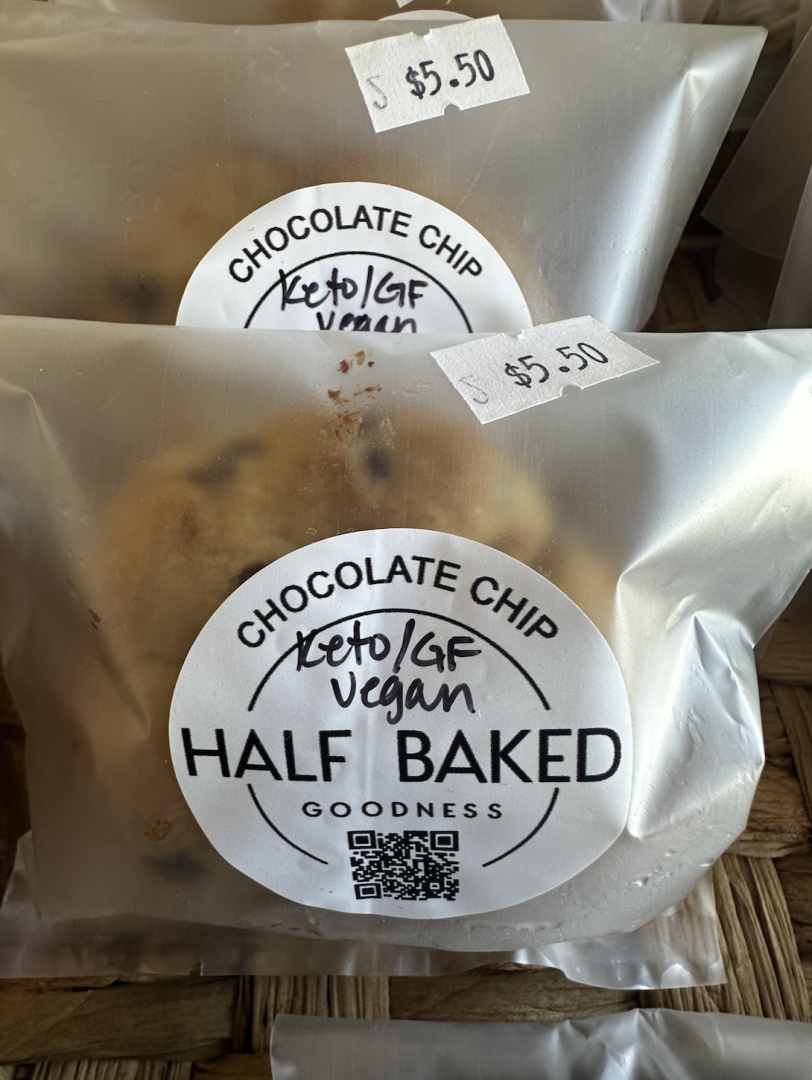 $5.50
CHOCOLATE CHIP
Keto/GF
vegan
$5.50
CHOCOLATE CHIP
Keto/GF
vegan
HALF BAKED
GOODNESS